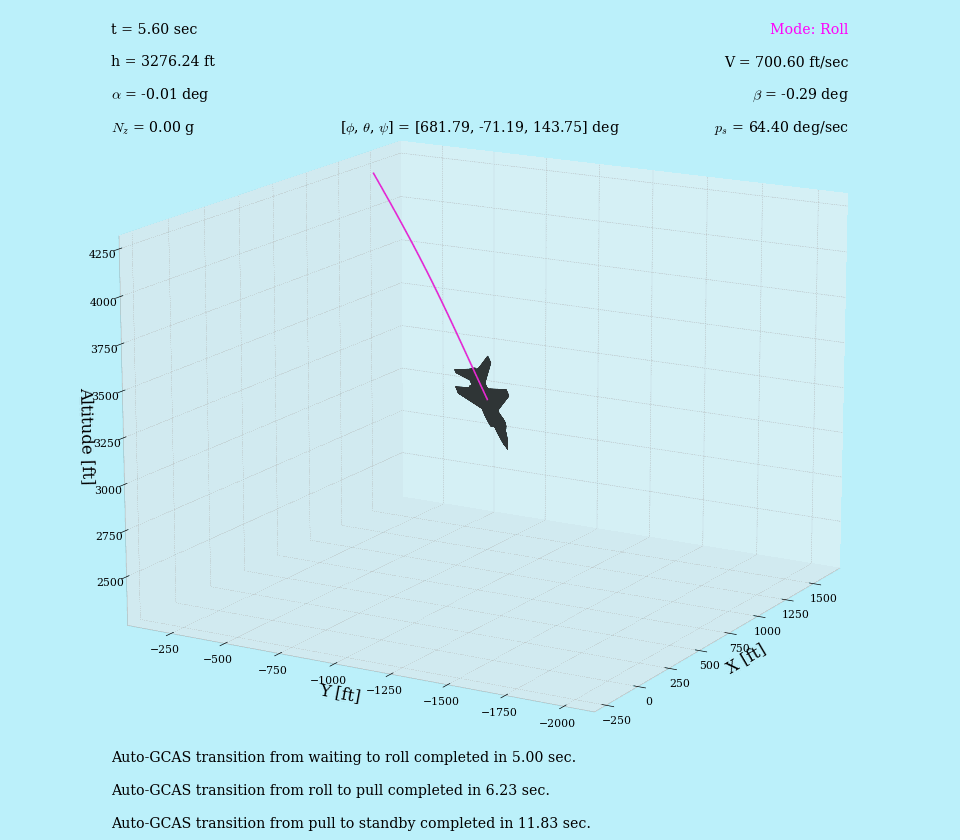 t = 5.60 sec
Mode: Roll
h = 3276.24 ft
V = 700.60 ft/sec
α = -0.01 deg
β = -0.29 deg
N_z = 0.00 g
[ϕ, θ, ψ] = [681.79, -71.19, 143.75] deg
p_s = 64.40 deg/sec
4250
4000
3750
3500
3250
3000
2750
2500
Altitude [ft]
−250
−500
−750
−1000
−1250
−1500
−1750
−2000
Y [ft]
−250
0
250
500
750
1000
1250
1500
X [ft]
Auto-GCAS transition from waiting to roll completed in 5.00 sec.
Auto-GCAS transition from roll to pull completed in 6.23 sec.
Auto-GCAS transition from pull to standby completed in 11.83 sec.